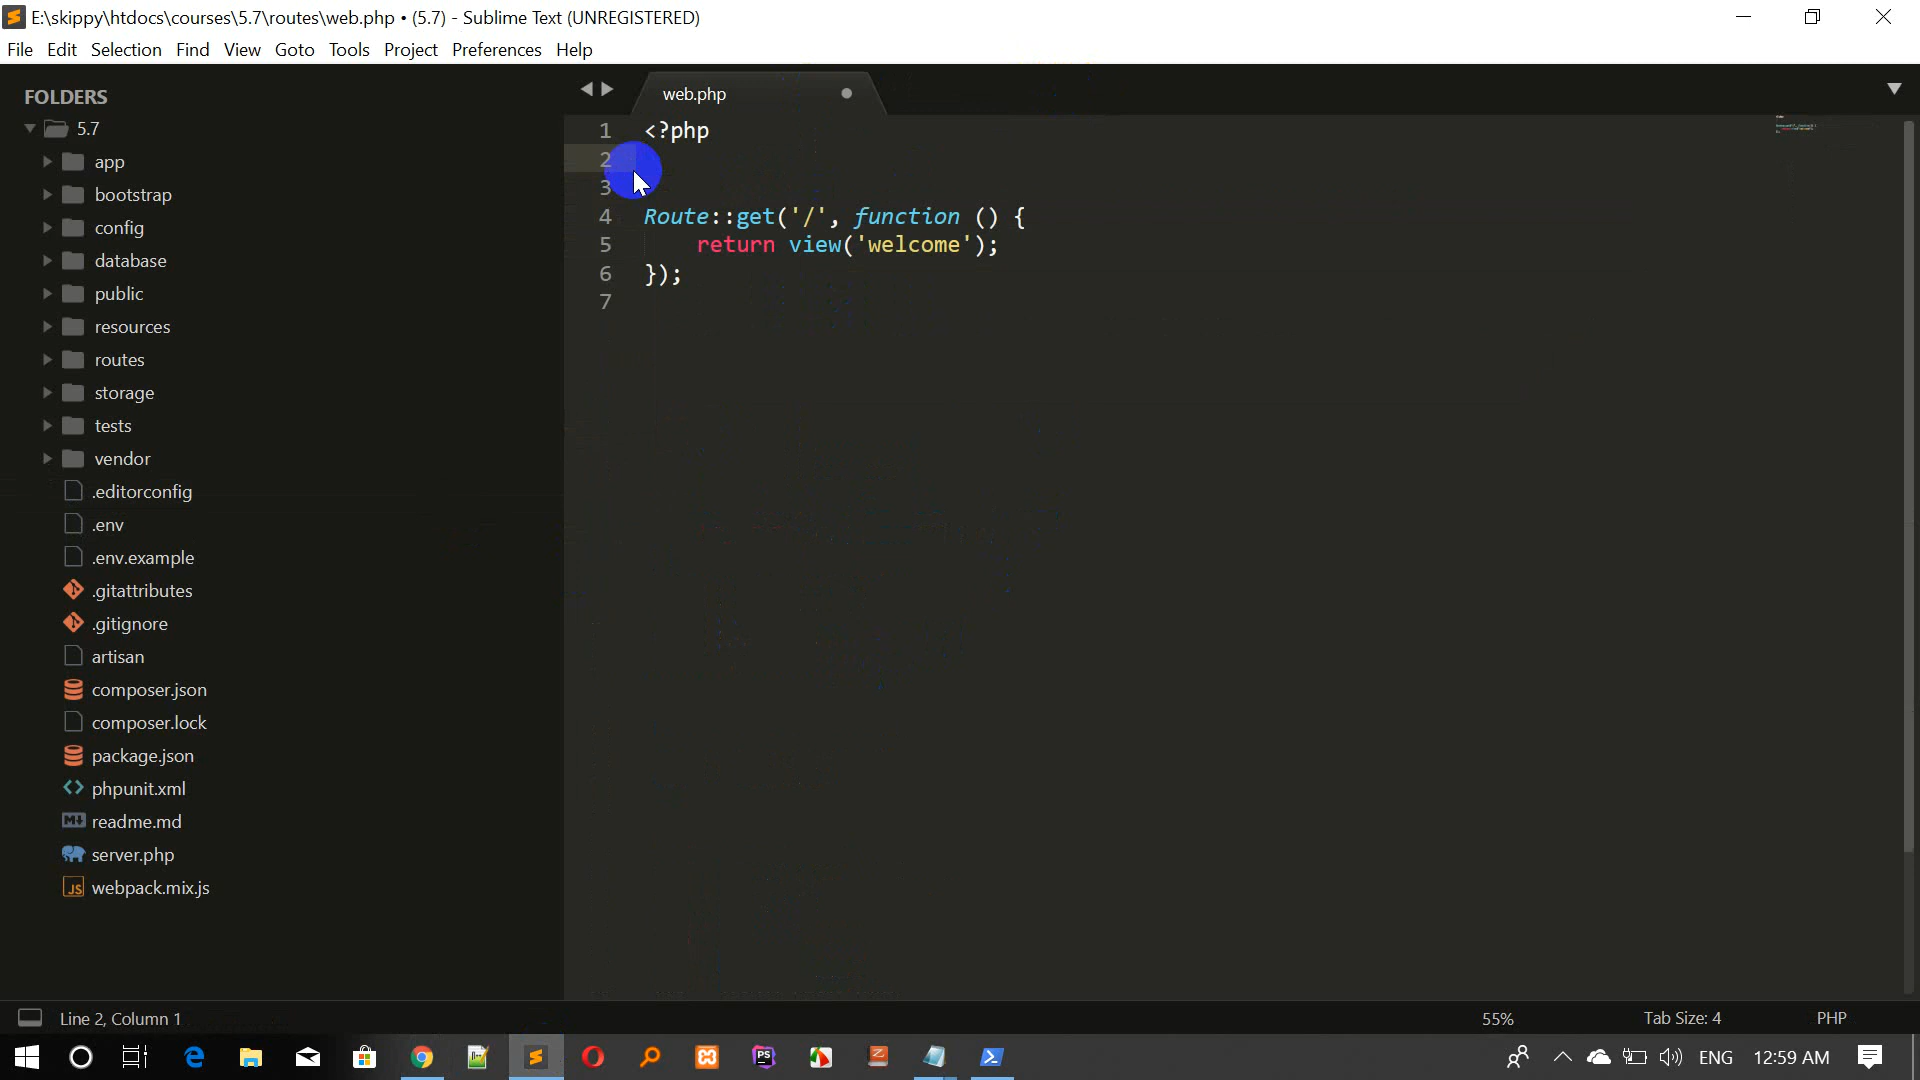 E:\skippy\htdocs\courses\5.7\routes\web.php • (5.7) - Sublime Text (UNREGISTERED)
File Edit Selection Find View Goto Tools Project Preferences Help
FOLDERS
5.7
app
bootstrap
config
database
public
resources
routes
storage
tests
vendor
.editorconfig
.env
.env.example
.gitattributes
.gitignore
artisan
composer.json
composer.lock
package.json
phpunit.xml
readme.md
server.php
webpack.mix.js
web.php
1 <?php
2
3
4 Route::get('/', function () {
5     return view('welcome');
6 });
7
Line 2, Column 1
55%
Tab Size: 4
PHP
ENG
12:59 AM